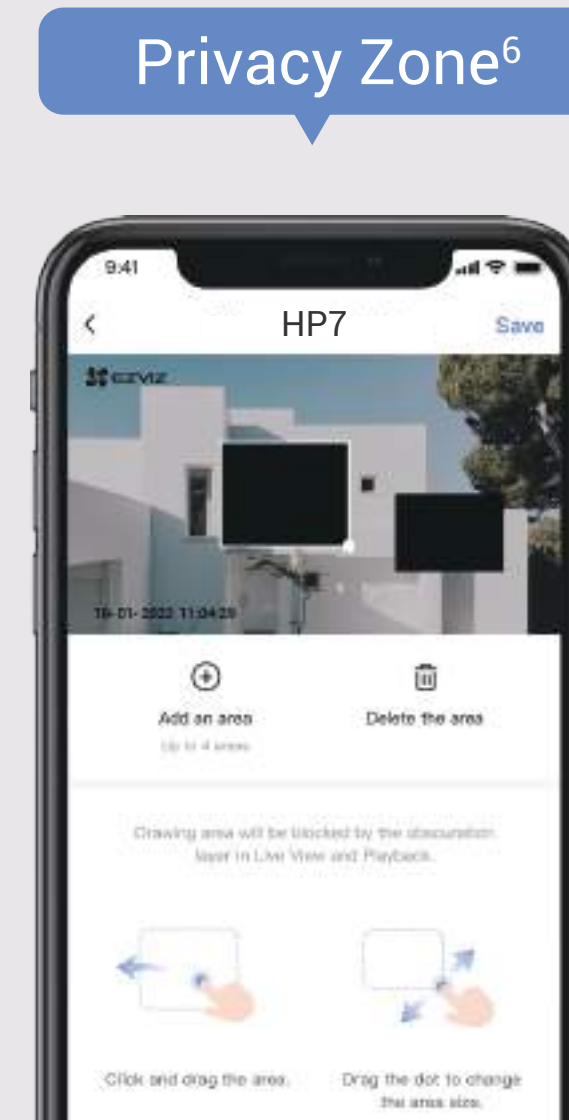 Privacy Zone⁶
9:41
HP7
Save
EZVIZ
18-01-2022 11:04:29
Add an area
Delete the area
Up to 4 areas
Drawing area will be blocked by the obscuration
layer in Live View and Playback.
Click and drag the area.
Drag the dot to change
the area size.